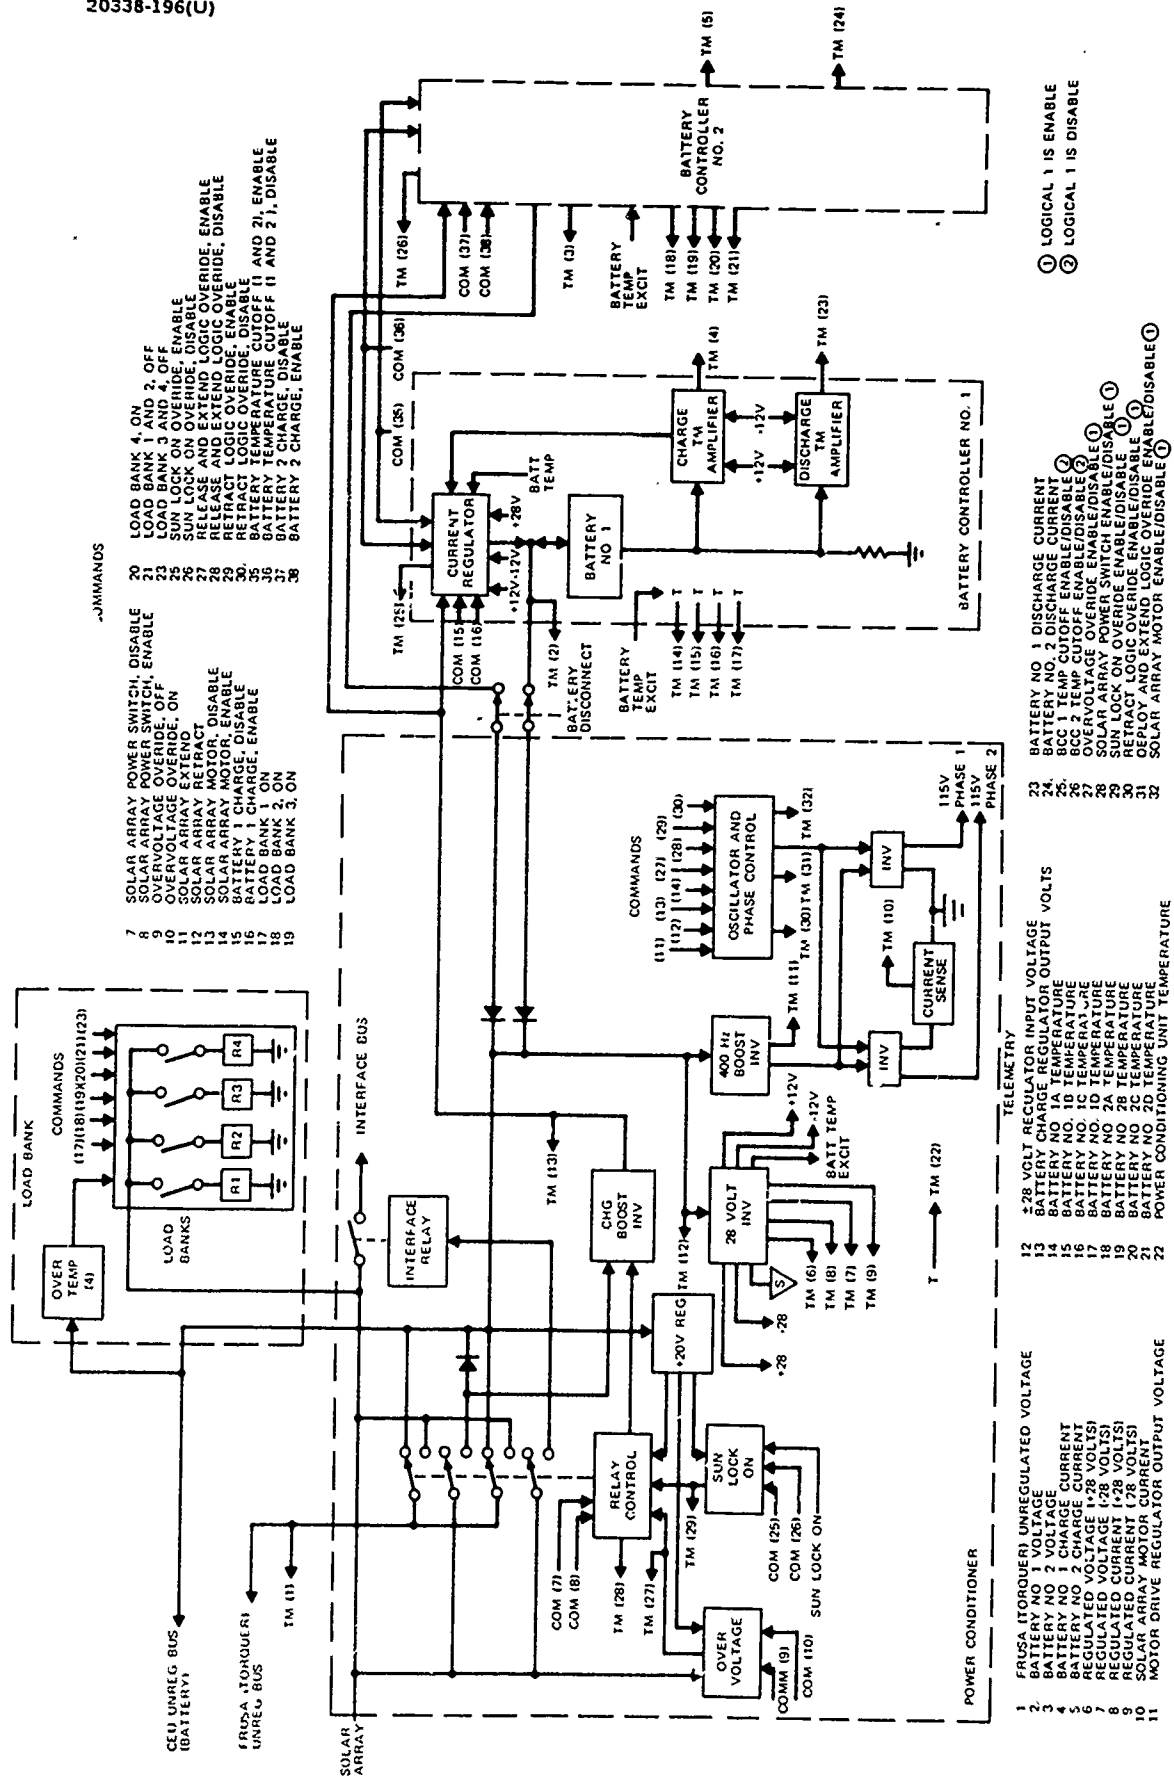 20338-196(U)
COMMANDS
7 SOLAR ARRAY POWER SWITCH, DISABLE
8 SOLAR ARRAY POWER SWITCH, ENABLE
9 OVERVOLTAGE OVERIDE, OFF
10 OVERVOLTAGE OVERIDE, ON
11 SOLAR ARRAY EXTEND
12 SOLAR ARRAY RETRACT
13 SOLAR ARRAY MOTOR, DISABLE
14 SOLAR ARRAY MOTOR, ENABLE
15 BATTERY 1 CHARGE, DISABLE
16 BATTERY 1 CHARGE, ENABLE
17 LOAD BANK 1 ON
18 LOAD BANK 2, ON
19 LOAD BANK 3, ON
20 LOAD BANK 4, ON
21 LOAD BANK 1 AND 2, OFF
23 LOAD BANK 3 AND 4, OFF
25 SUN LOCK ON OVERIDE, ENABLE
26 SUN LOCK ON OVERIDE, DISABLE
27 RELEASE AND EXTEND LOGIC OVERIDE, ENABLE
28 RELEASE AND EXTEND LOGIC OVERIDE, DISABLE
29 RETRACT LOGIC OVERIDE, ENABLE
30. RETRACT LOGIC OVERIDE, DISABLE
35 BATTERY TEMPERATURE CUTOFF (1 AND 2), ENABLE
36 BATTERY TEMPERATURE CUTOFF (1 AND 2), DISABLE
37 BATTERY 2 CHARGE, DISABLE
38 BATTERY 2 CHARGE, ENABLE
LOAD BANK
COMMANDS
(17)(18)(19)(20)(21)(23)
OVER
TEMP
(4)
LOAD
BANKS
R1
R2
R3
R4
CEU UNREG BUS
(BATTERY)
FRUSA (TORQUER)
UNREG BUS
TM (1)
SOLAR
ARRAY
INTERFACE BUS
INTERFACE
RELAY
CHG
BOOST
INV
TM (13)
COM (7)
COM (8)
RELAY
CONTROL
TM (28)
TM (27)
TM (29)
OVER
VOLTAGE
COMM (9)
COM (10)
SUN
LOCK
ON
COM (25)
COM (26)
SUN LOCK ON
+20V REG
TM (12)
28 VOLT
INV
+12V
-12V
BATT TEMP
EXCIT
+28
-28
S
TM (6)
TM (8)
TM (7)
TM (9)
400 Hz
BOOST
INV
TM (11)
COMMANDS
(11) (12) (13) (14) (27) (28) (29) (30)
OSCILLATOR AND
PHASE CONTROL
TM (30)
TM (31)
TM (32)
INV
INV
CURRENT
SENSE
TM (10)
115V
PHASE 1
115V
PHASE 2
T
TM (22)
POWER CONDITIONER
BATTERY
DISCONNECT
TM (25)
COM (15)
COM (16)
TM (2)
CURRENT
REGULATOR
+12V
-12V
+28V
BATT
TEMP
COM (35)
COM (36)
BATTERY
NO 1
BATTERY
TEMP
EXCIT
T
T
T
T
TM (14)
TM (15)
TM (16)
TM (17)
CHARGE
TM
AMPLIFIER
TM (4)
+12V
-12V
DISCHARGE
TM
AMPLIFIER
TM (23)
BATTERY CONTROLLER NO. 1
TM (26)
COM (37)
COM (38)
TM (3)
BATTERY
TEMP
EXCIT
TM (18)
TM (19)
TM (20)
TM (21)
BATTERY
CONTROLLER
NO. 2
TM (5)
TM (24)
TELEMETRY
1 FRUSA (TORQUER) UNREGULATED VOLTAGE
2. BATTERY NO 1 VOLTAGE
3 BATTERY NO 2 VOLTAGE
4 BATTERY NO 1 CHARGE CURRENT
5 BATTERY NO 2 CHARGE CURRENT
6 REGULATED VOLTAGE (+28 VOLTS)
7 REGULATED VOLTAGE (-28 VOLTS)
8 REGULATED CURRENT (+28 VOLTS)
9 REGULATED CURRENT (28 VOLTS)
10 SOLAR ARRAY MOTOR CURRENT
11 MOTOR DRIVE REGULATOR OUTPUT VOLTAGE
12 ±28 VOLT REGULATOR INPUT VOLTAGE
13 BATTERY CHARGE REGULATOR OUTPUT VOLTS
14 BATTERY NO 1A TEMPERATURE
15 BATTERY NO. 1B TEMPERATURE
16 BATTERY NO. 1C TEMPERATURE
17 BATTERY NO. 1D TEMPERATURE
18 BATTERY NO 2A TEMPERATURE
19 BATTERY NO 2B TEMPERATURE
20 BATTERY NO 2C TEMPERATURE
21 BATTERY NO 2D TEMPERATURE
22 POWER CONDITIONING UNIT TEMPERATURE
23 BATTERY NO 1 DISCHARGE CURRENT
24. BATTERY NO. 2 DISCHARGE CURRENT
25. BCC 1 TEMP CUTOFF ENABLE/DISABLE ②
26 BCC 2 TEMP CUTOFF ENABLE/DISABLE ②
27 OVERVOLTAGE OVERIDE ENABLE/DISABLE ①
28 SOLAR ARRAY POWER SWITCH ENABLE/DISABLE ①
29 SUN LOCK ON OVERIDE ENABLE/DISABLE ①
30 RETRACT LOGIC OVERIDE ENABLE/DISABLE ①
31 DEPLOY AND EXTEND LOGIC OVERIDE ENABLE/DISABLE ①
32 SOLAR ARRAY MOTOR ENABLE/DISABLE ①
① LOGICAL 1 IS ENABLE
② LOGICAL 1 IS DISABLE